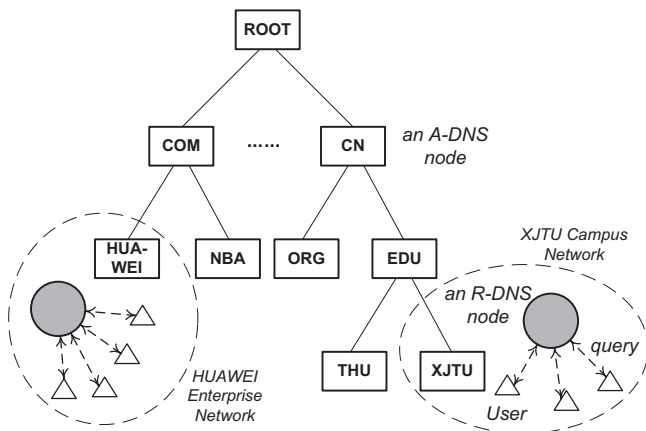 ROOT
COM
......
CN
an A-DNS
node
HUA-
WEI
NBA
ORG
EDU
XJTU Campus
Network
an R-DNS
node
query
THU
XJTU
User
HUAWEI
Enterprise
Network